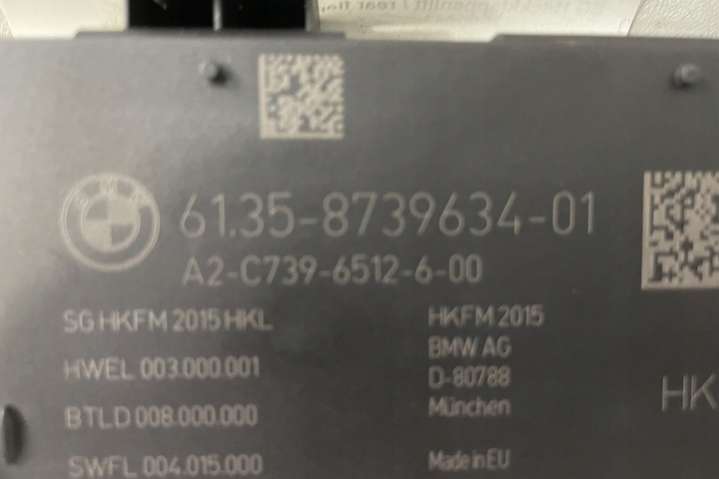 61.35-8739634-01
A2-C739-6512-6-00
SG HKFM 2015 HKL
HWEL 003.000.001
BTLD 008.000.000
SWFL 004.015.000
HKFM 2015
BMW AG
D-80788
München
Made in EU
HK